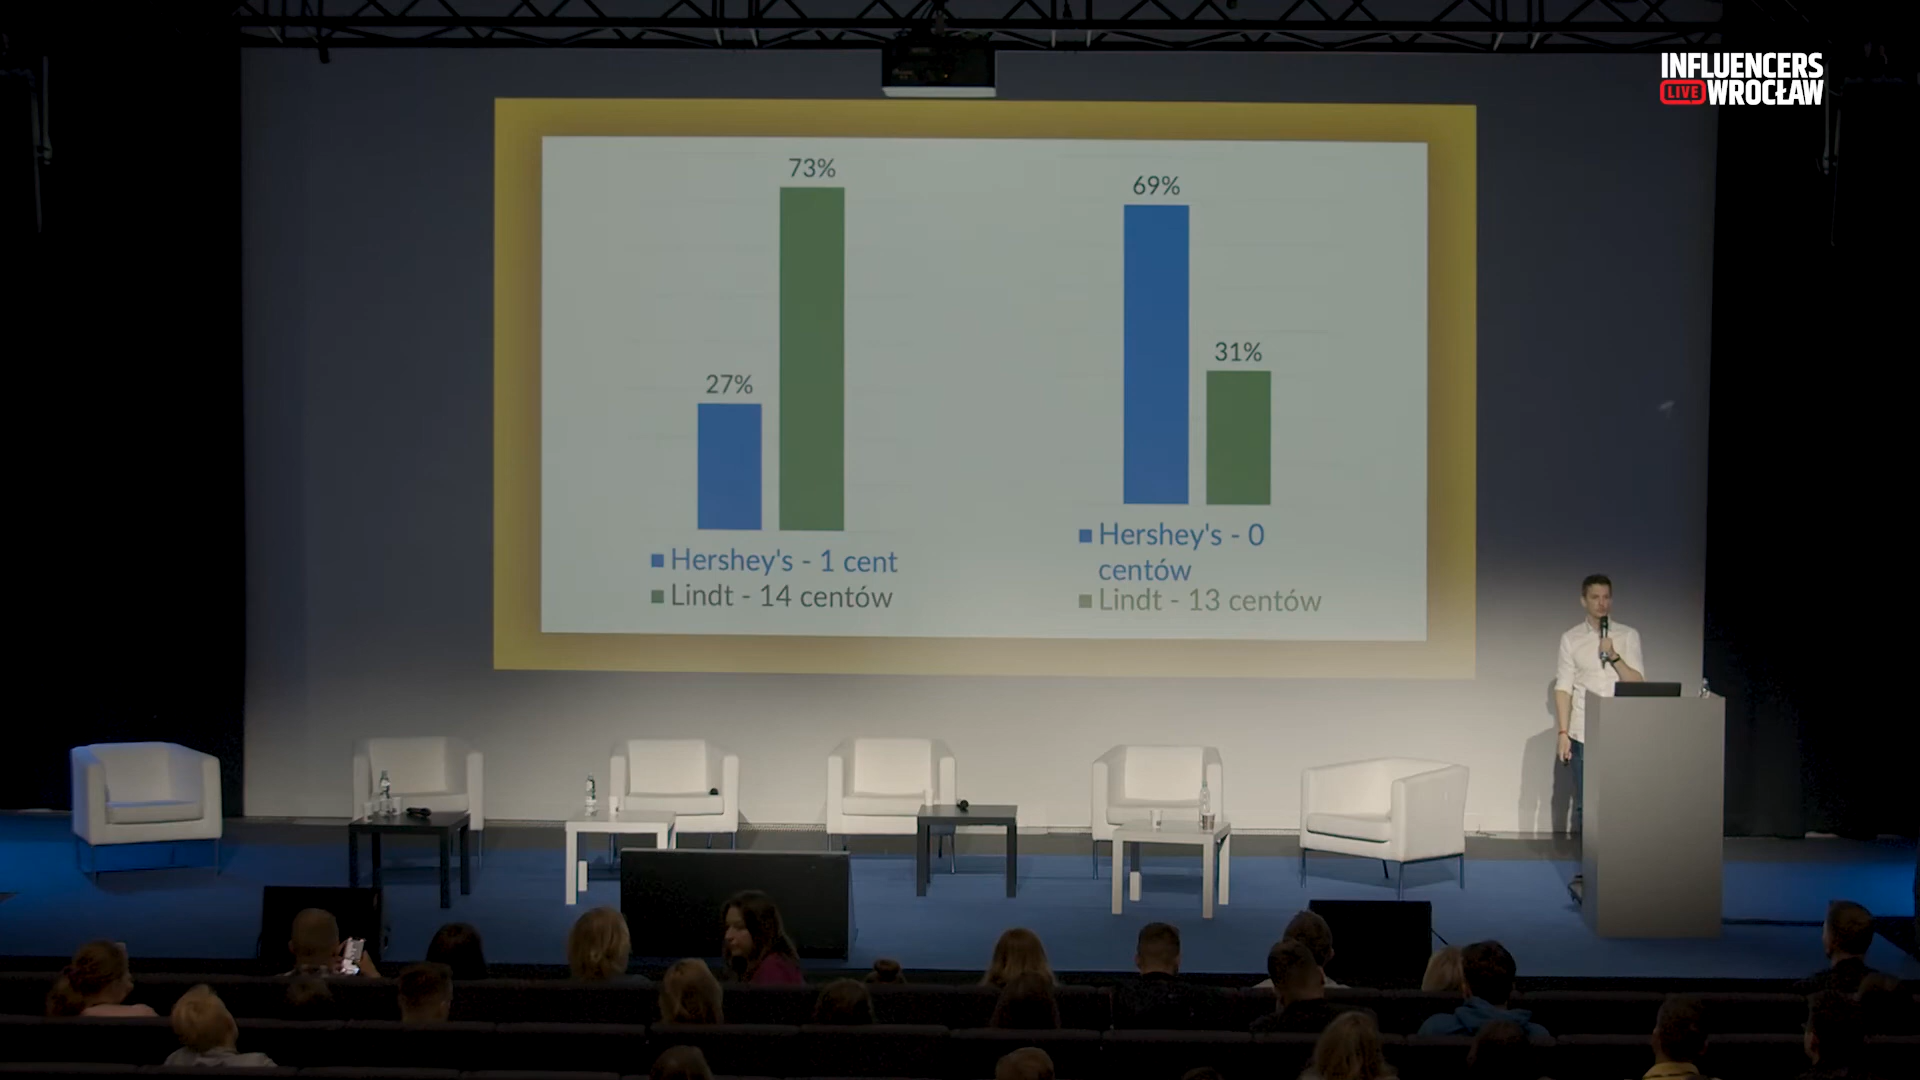 INFLUENCERS
LIVE WROCŁAW
73%
27%
Hershey's - 1 cent
Lindt - 14 centów
69%
31%
Hershey's - 0
centów
Lindt - 13 centów